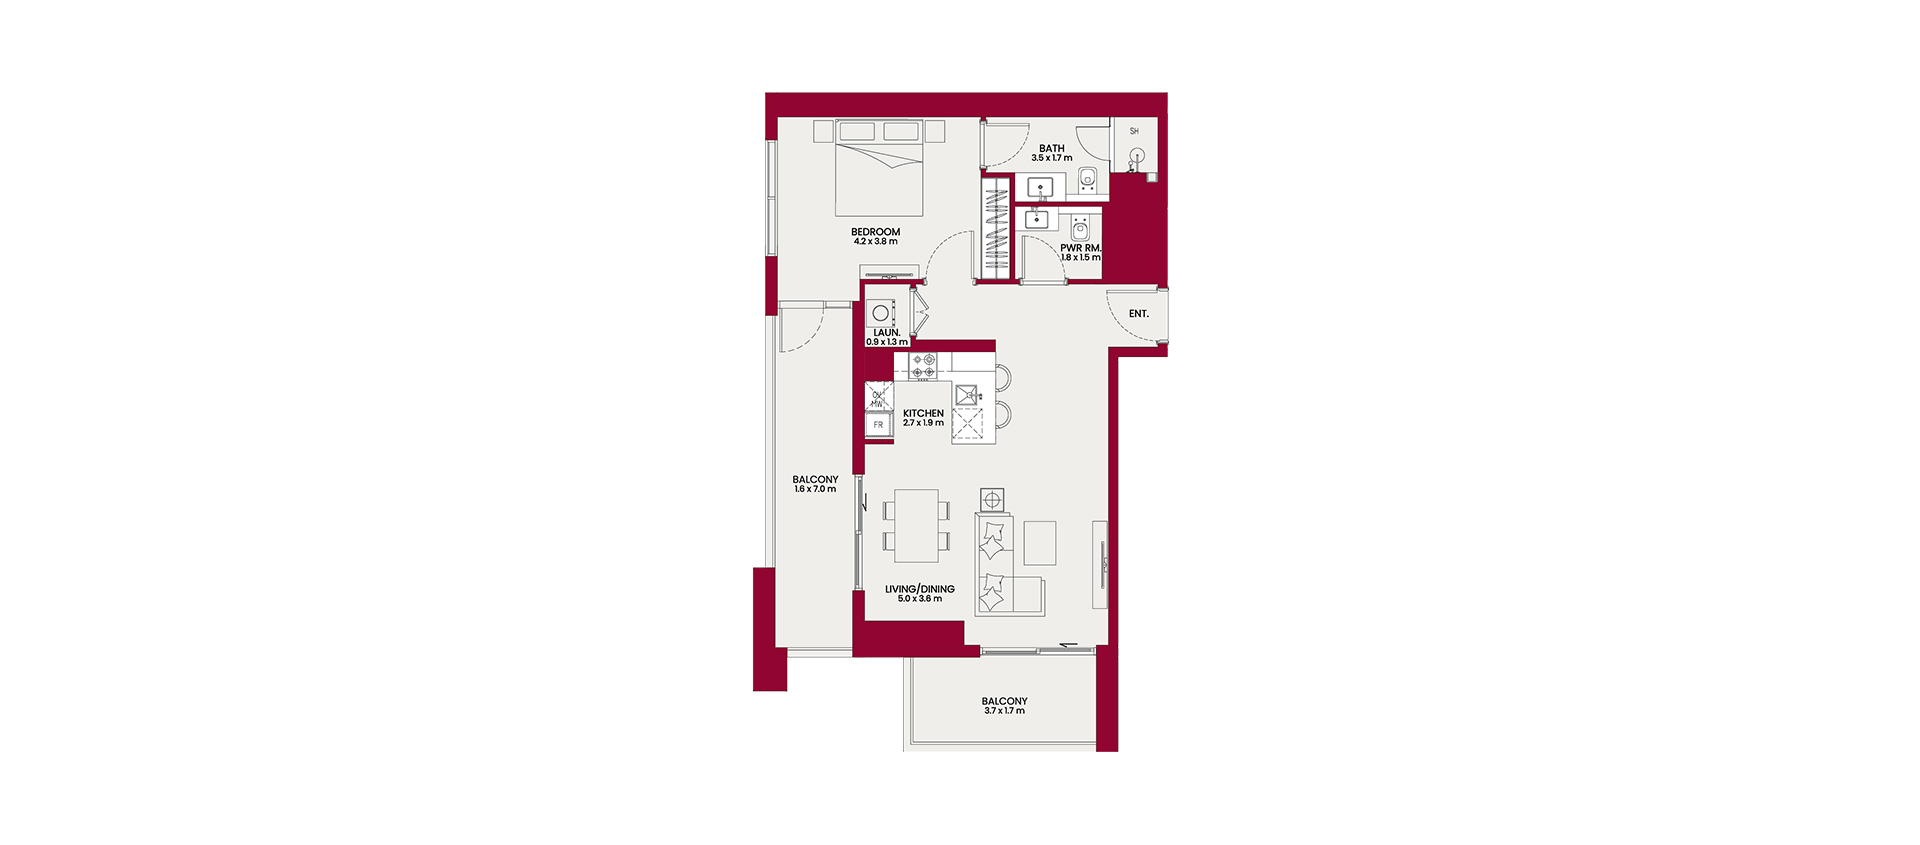 SH
BATH
3.5 x 1.7 m
BEDROOM
4.2 x 3.8 m
PWR RM.
1.8 x 1.5 m
ENT.
LAUN.
0.9 x 1.3 m
OV
MW
FR
KITCHEN
2.7 x 1.9 m
BALCONY
1.6 x 7.0 m
LIVING/DINING
5.0 x 3.6 m
BALCONY
3.7 x 1.7 m